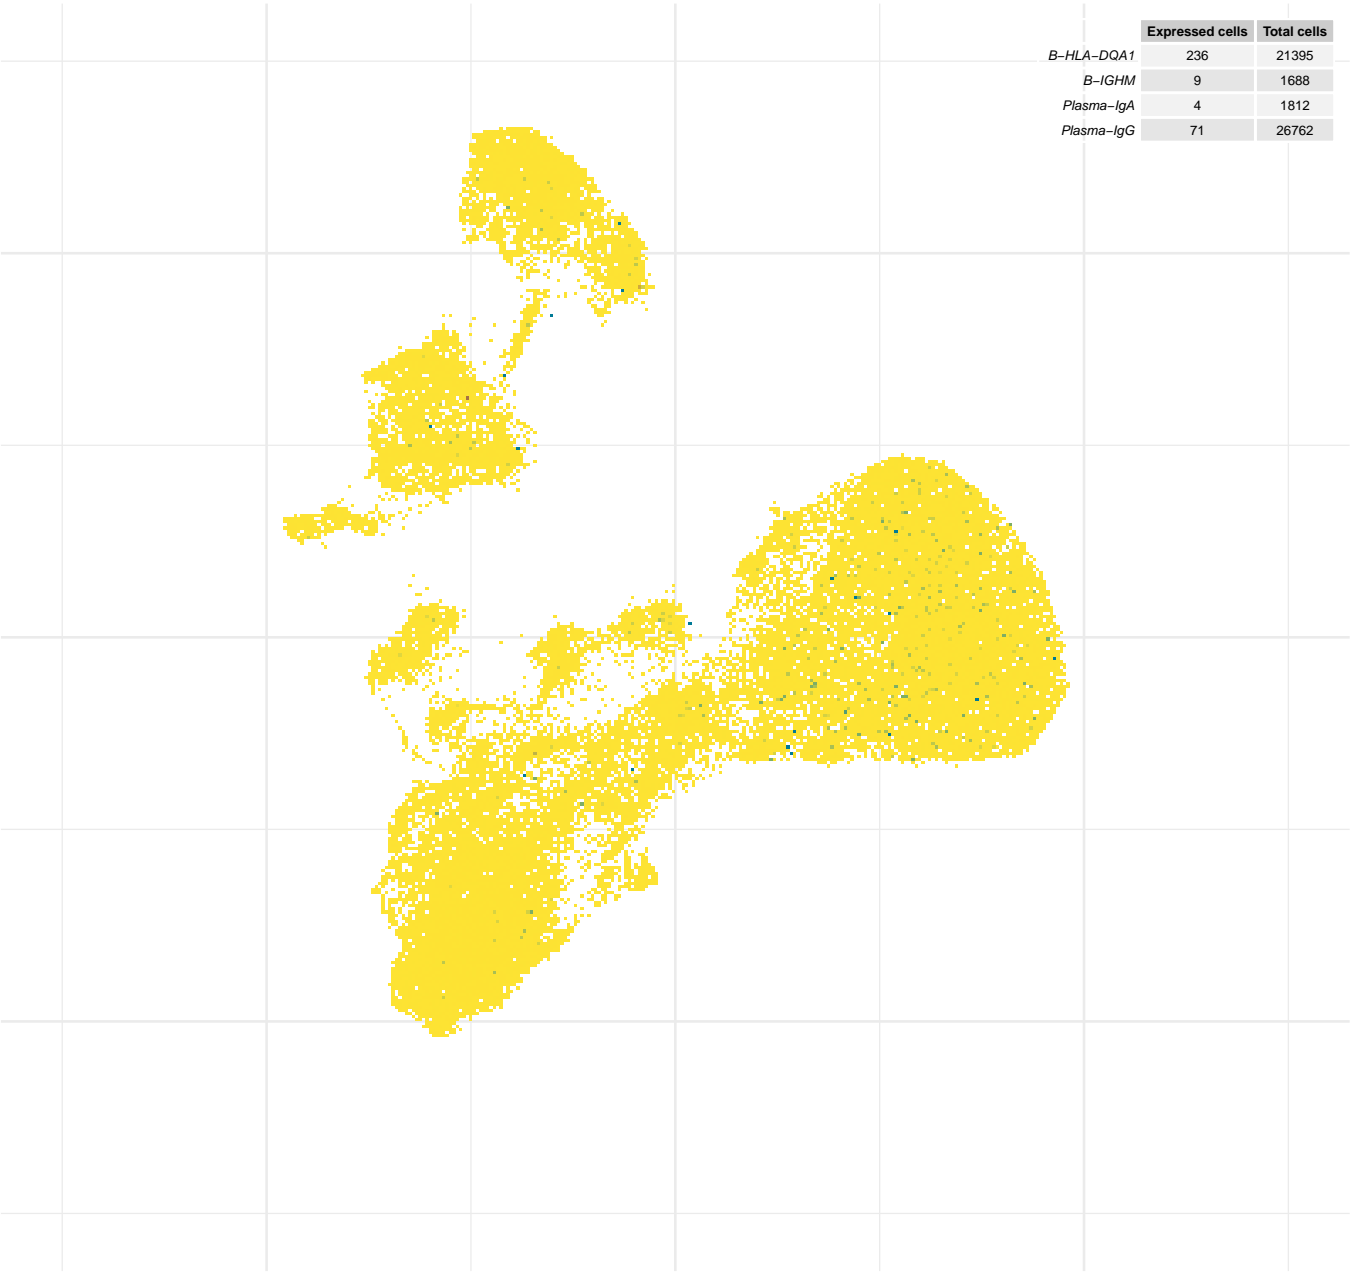 Expressed cells Total cells
B−HLA−DQA1 236 21395
B−IGHM 9 1688
Plasma−IgA 4 1812
Plasma−IgG 71 26762